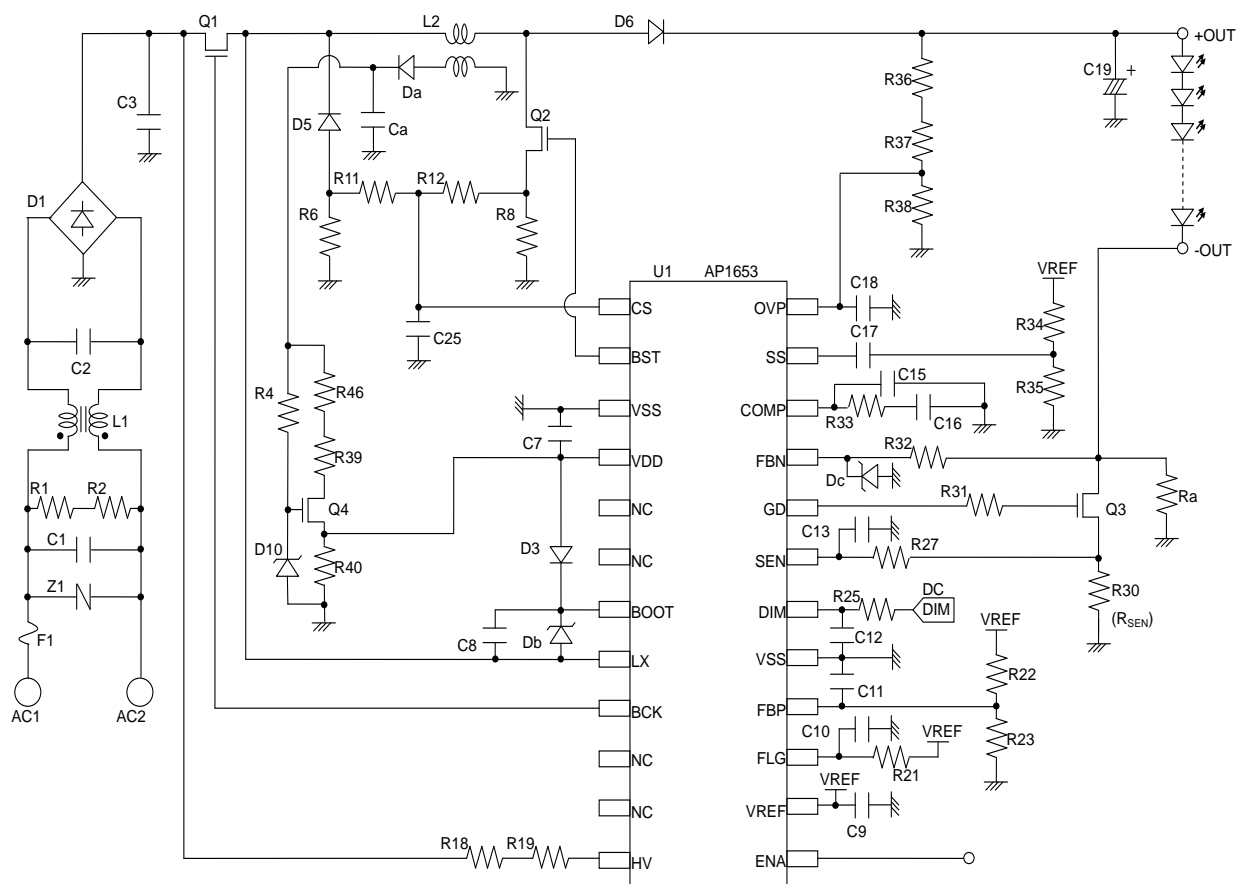 Q1
L2
D6
+OUT
C3
Da
Ca
D5
Q2
R36
C19
+
R37
R38
D1
R11
R12
R6
R8
-OUT
U1
AP1653
VREF
CS
C25
BST
OVP
C18
C17
R34
SS
R35
C2
L1
R4
R46
R39
VSS
C7
VDD
COMP
C15
R33
C16
FBN
R32
Dc
R1
R2
C1
Z1
F1
AC1
AC2
Q4
D10
R40
NC
D3
NC
BOOT
C8
Db
LX
BCK
NC
NC
R18
R19
HV
GD
R31
Q3
Ra
C13
SEN
R27
R30
(RSEN)
DIM
R25
DC
DIM
C12
VSS
C11
VREF
R22
FBP
R23
C10
FLG
R21
VREF
VREF
VREF
C9
ENA